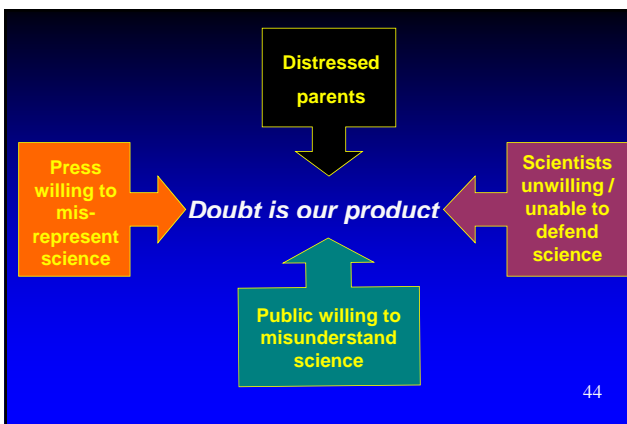 Distressed
parents
Press
willing to
mis-
represent
science
Doubt is our product
Scientists
unwilling /
unable to
defend
science
Public willing to
misunderstand
science
44